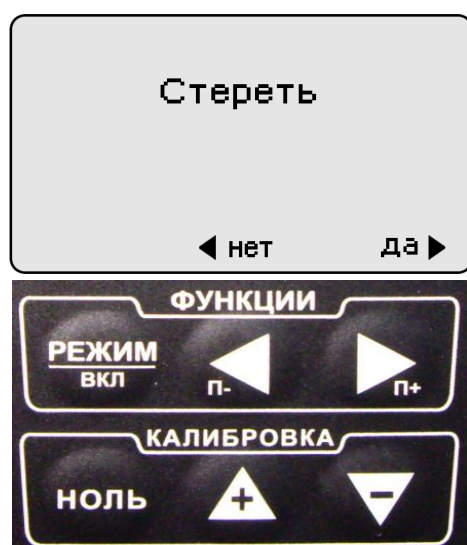 Стереть
◀ нет да ▶
ФУНКЦИИ
РЕЖИМ
ВКЛ П- П+
КАЛИБРОВКА
НОЛЬ + -